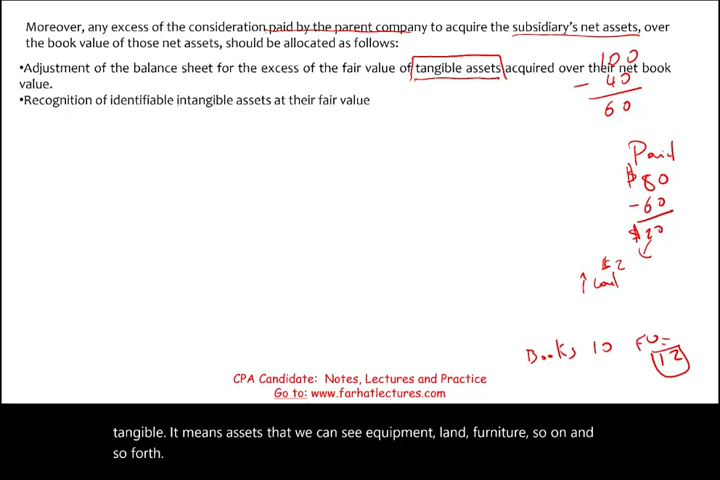 Moreover, any excess of the consideration paid by the parent company to acquire the subsidiary's net assets, over
the book value of those net assets, should be allocated as follows:
•Adjustment of the balance sheet for the excess of the fair value of tangible assets acquired over their net book
value.
•Recognition of identifiable intangible assets at their fair value
100
- 40
60
Paid
$80
-60
$20
$2
↑ Land
Books 10 FV=
12
CPA Candidate: Notes, Lectures and Practice
Go to: www.farhatlectures.com
tangible. It means assets that we can see equipment, land, furniture, so on and
so forth.